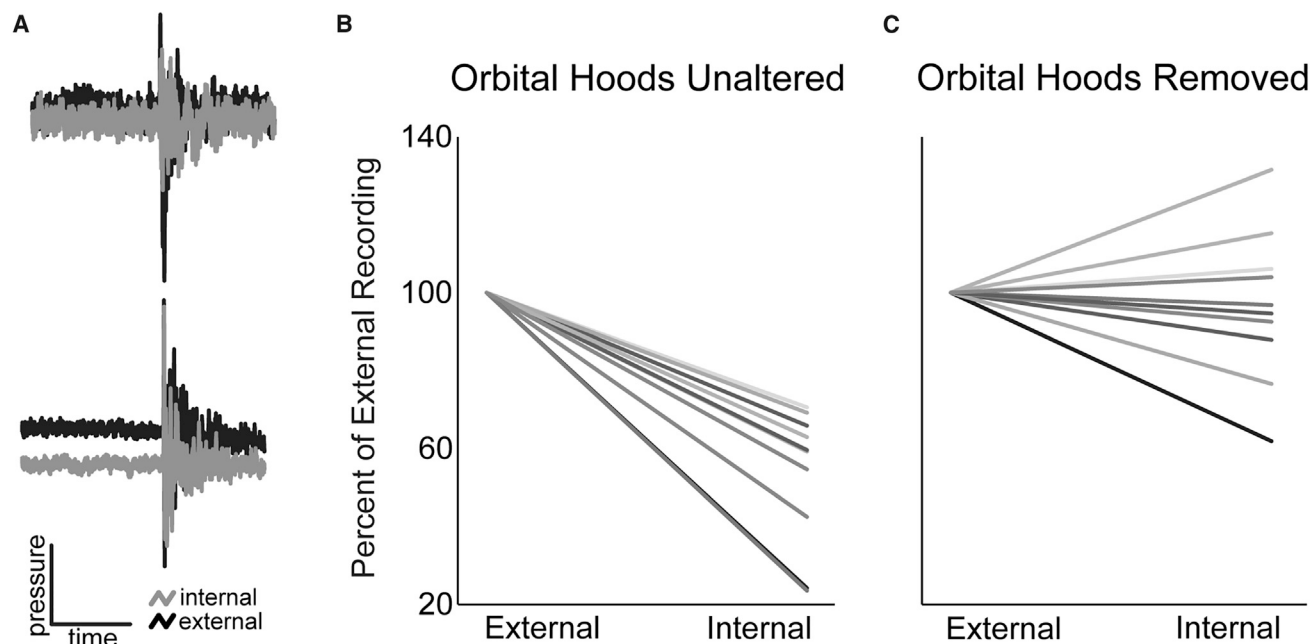 A
B
C
Orbital Hoods Unaltered
Orbital Hoods Removed
Percent of External Recording
140
100
60
20
External
Internal
External
Internal
pressure
time
internal
external